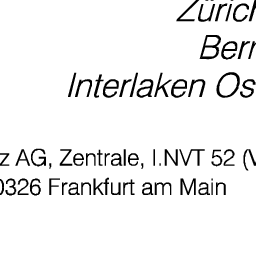 Zürich
Bern
Interlaken Os
z AG, Zentrale, I.NVT 52 (V
0326 Frankfurt am Main